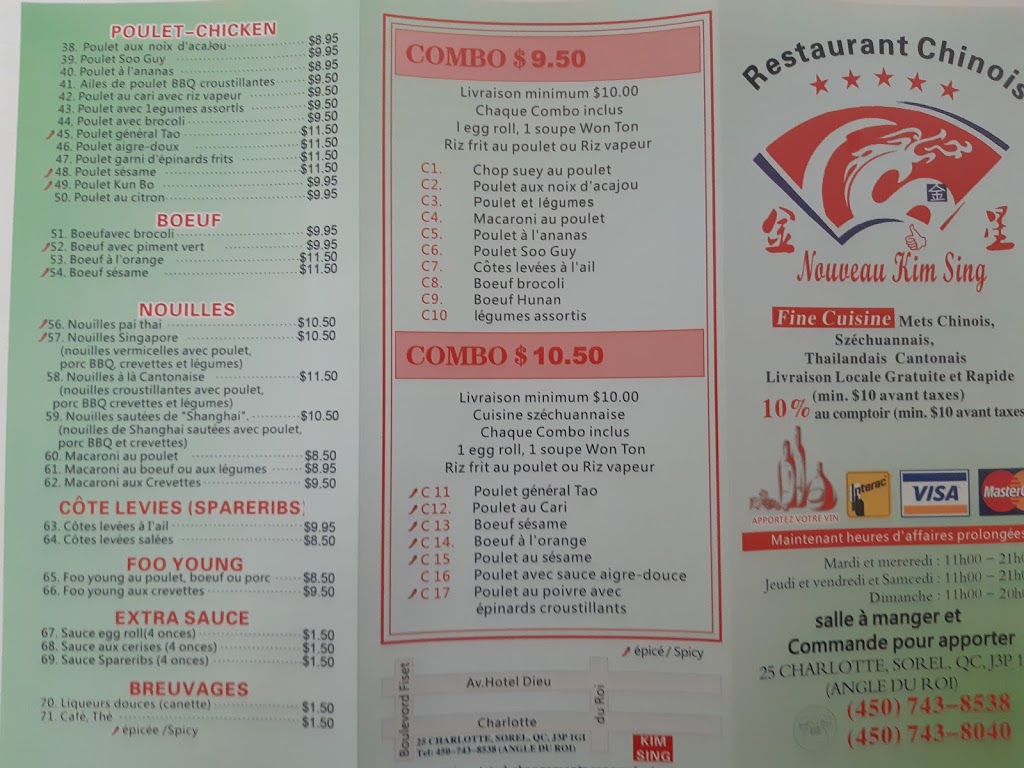 POULET-CHICKEN
38. Poulet aux noix d'acajou $8.95
39. Poulet Soo Guy $9.95
40. Poulet à l'ananas $8.95
41. Ailes de poulet BBQ croustillantes $9.50
42. Poulet au cari avec riz vapeur $9.50
43. Poulet avec 1egumes assortis $9.50
44, Poulet avec brocoli $9.50
45. Poulet général Tao $11.50
46. Poulet aigre-doux $11.50
47. Poulet garni d'épinards frits $11.50
48. Poulet sésame $11.50
49. Poulet Kun Bo $9.95
50. Poulet au citron $9.95
BOEUF
51. Boeufavec brocoli $9.95
52. Boeuf avec piment vert $9.95
53. Boeuf à l'orange $11.50
54. Boeuf sésame $11.50
NOUILLES
56. Nouilles pai thai $10.50
57. Nouilles Singapore $10.50
(nouilles vermicelles avec poulet,
porc BBQ, crevettes et légumes)
58. Nouilles à là Cantonaise $11.50
(nouilles croustillantes avec poulet,
porc BBQ crevettes et légumes)
59. Nouilles sautées de "Shanghai". $10.50
(nouilles de Shanghai sautées avec poulet,
porc BBQ et crevettes)
60. Macaroni au poulet $8.50
61. Macaroni au boeuf ou aux légumes $8.95
62. Macaroni aux Crevettes $9.50
CÔTE LEVIES (SPARERIBS)
63. Côtes levées à l'ail $9.95
64. Côtes levées salées $8.50
FOO YOUNG
65. Foo young au poulet, boeuf ou porc $8.50
66. Foo young aux crevettes $9.50
EXTRA SAUCE
67. Sauce egg roll(4 onces) $1.50
68. Sauce aux cerises (4 onces) $1.50
69. Sauce Spareribs (4 onces) $1.50
BREUVAGES
70. Liqueurs douces (canette) $1.50
71. Café, Thé $1.50
épicée /Spicy
COMBO $ 9.50
Livraison minimum $10.00
Chaque Combo inclus
l egg roll, 1 soupe Won Ton
Riz frit au poulet ou Riz vapeur
C1. Chop suey au poulet
C2. Poulet aux noix d'acajou
C3. Poulet et légumes
C4. Macaroni au poulet
C5. Poulet à l'ananas
C6. Poulet Soo Guy
C7. Côtes levées à l'ail
C8. Boeuf brocoli
C9. Boeuf Hunan
C10 légumes assortis
COMBO $ 10.50
Livraison minimum $10.00
Cuisine széchuannaise
Chaque Combo inclus
1 egg roll, 1 soupe Won Ton
Riz frit au poulet ou Riz vapeur
C 11 Poulet général Tao
C12. Poulet au Cari
C 13 Boeuf sésame
C 14. Boeuf à l'orange
C 15 Poulet au sésame
C 16 Poulet avec sauce aigre-douce
C 17 Poulet au poivre avec
épinards croustillants
épicé / Spicy
Boulevard Fiset
Av.Hotel Dieu
du Roi
Charlotte
25 CHARLOTTE, SOREL, QC, J3P 1G1
Tel: 450-743-8538 (ANGLE DU ROI)
KIM
SING
Restaurant Chinois
金
金 星
Nouveau Kim Sing
Fine Cuisine Mets Chinois,
Széchuannais,
Thailandais Cantonais
Livraison Locale Gratuite et Rapide
(min. $10 avant taxes)
10% au comptoir (min. $10 avant taxes
APPORTEZ VOTRE VIN
Interac
VISA
MasterC
Maintenant heures d'affaires prolongées
Mardi et mereredi : 11h00 – 21h
Jeudi et vendredi et Samcedi : 11h00 – 21h
Dimanche : 11h00 – 20h
salle à manger et
Commande pour apporter
25 CHARLOTTE, SOREL, QC, J3P 1
(ANGLE DU ROI)
(450) 743-8538
(450) 743-8040